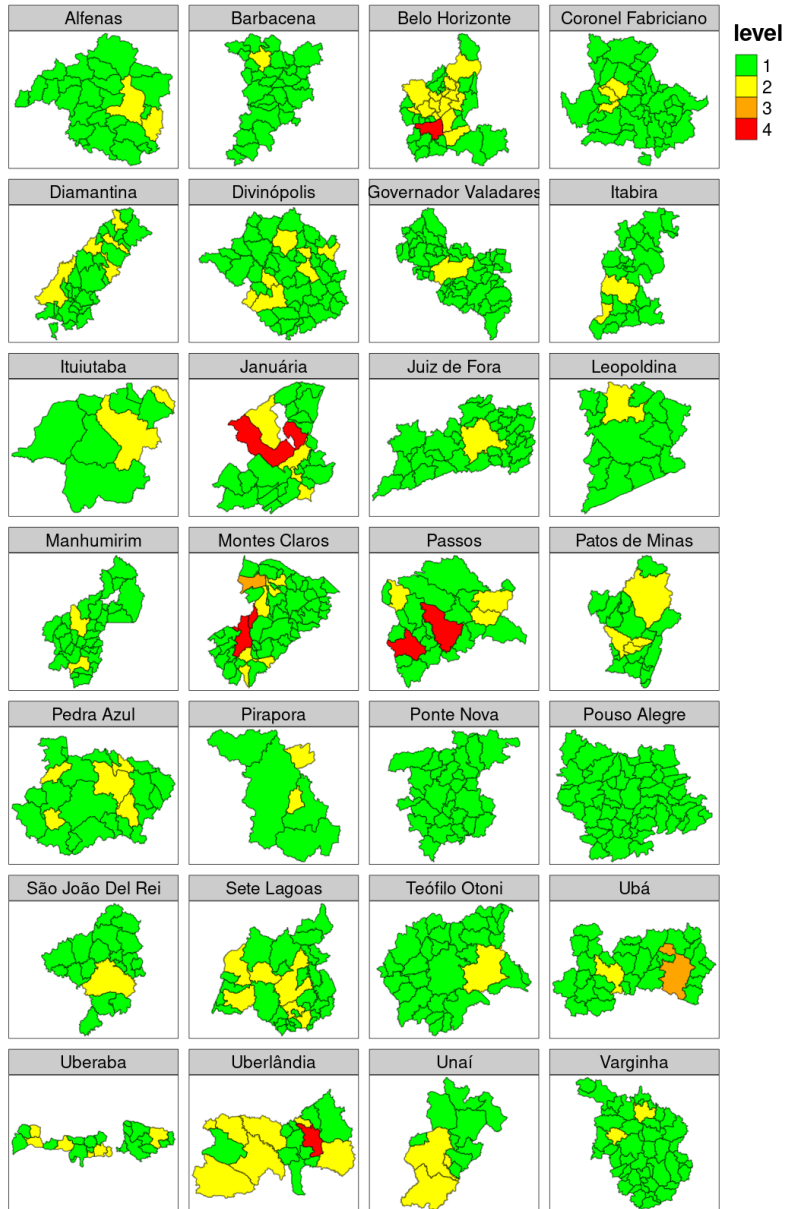 Alfenas
Barbacena
Belo Horizonte
Coronel Fabriciano
level
1
2
3
4
Diamantina
Divinópolis
Governador Valadares
Itabira
Ituiutaba
Januária
Juiz de Fora
Leopoldina
Manhumirim
Montes Claros
Passos
Patos de Minas
Pedra Azul
Pirapora
Ponte Nova
Pouso Alegre
São João Del Rei
Sete Lagoas
Teófilo Otoni
Ubá
Uberaba
Uberlândia
Unaí
Varginha